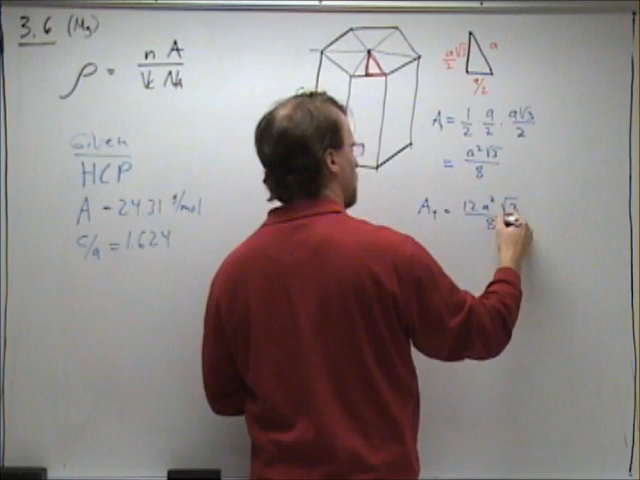 3.6 (Mg)
ρ = n A / Vc NA
Given
HCP
A = 24.31 g/mol
c/a = 1.624
a√3/2
a
a/2
A = 1/2 · a/2 · a√3/2
= a²√3/8
AT = 12 a² √3/8